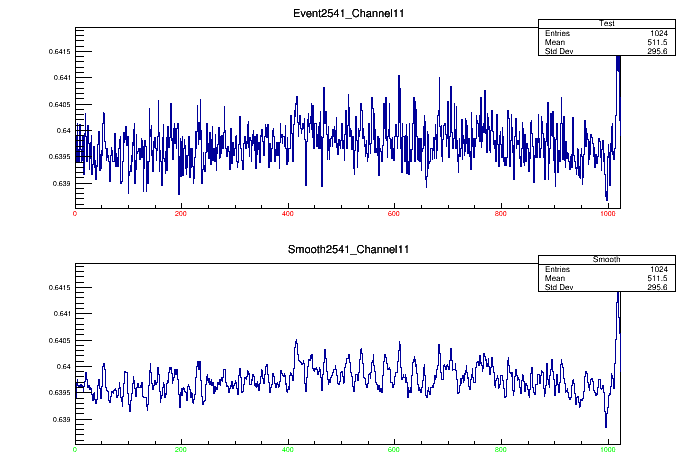 Event2541_Channel11
Test
Entries 1024
Mean 511.5
Std Dev 295.6
0.6415
0.641
0.6405
0.64
0.6395
0.639
0 200 400 600 800 1000
Smooth2541_Channel11
Smooth
Entries 1024
Mean 511.5
Std Dev 295.6
0.6415
0.641
0.6405
0.64
0.6395
0.639
0 200 400 600 800 1000